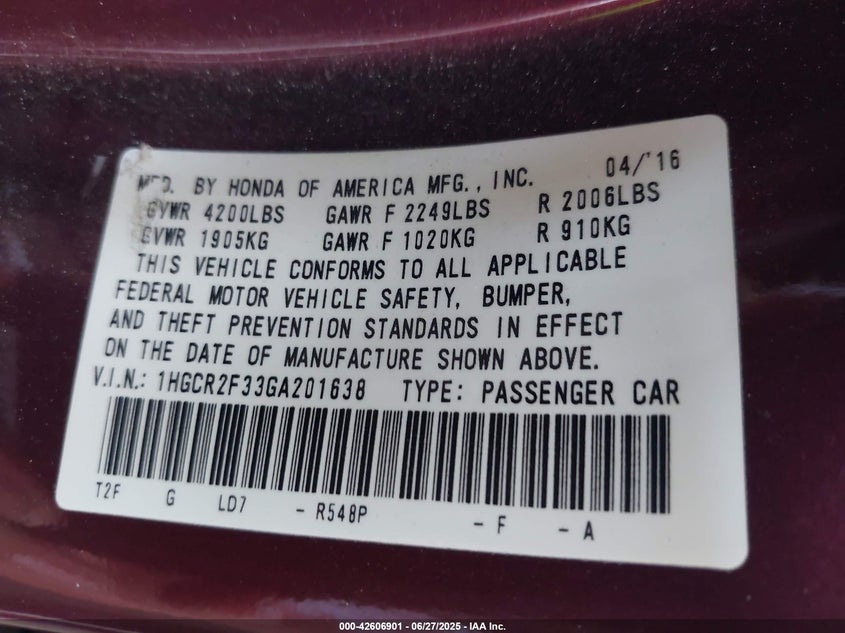 MFD. BY HONDA OF AMERICA MFG., INC. 04/'16
GVWR 4200LBS GAWR F 2249LBS R 2006LBS
GVWR 1905KG GAWR F 1020KG R 910KG
THIS VEHICLE CONFORMS TO ALL APPLICABLE
FEDERAL MOTOR VEHICLE SAFETY, BUMPER,
AND THEFT PREVENTION STANDARDS IN EFFECT
ON THE DATE OF MANUFACTURE SHOWN ABOVE.
V.I.N.: 1HGCR2F33GA201638 TYPE: PASSENGER CAR
T2F G LD7 - R548P - F - A
000-42606901 - 06/27/2025 - IAA Inc.